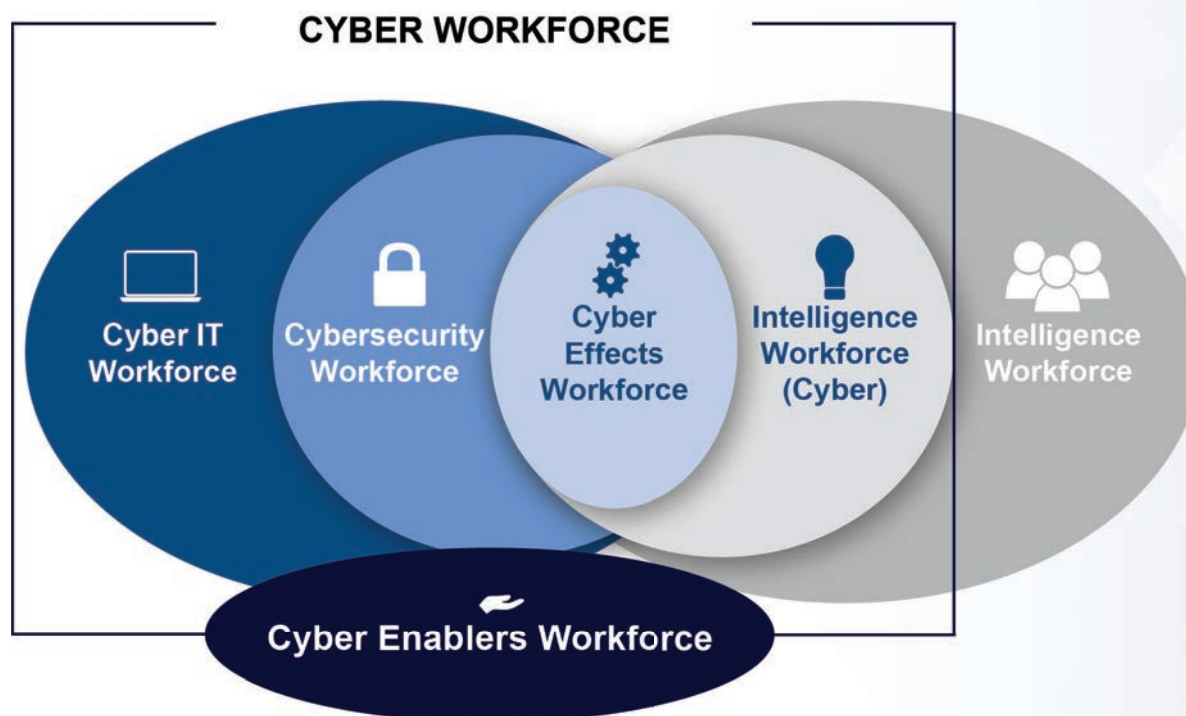 CYBER WORKFORCE
Cyber IT
Workforce
Cybersecurity
Workforce
Cyber
Effects
Workforce
Intelligence
Workforce
(Cyber)
Intelligence
Workforce
Cyber Enablers Workforce